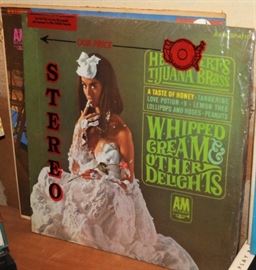 STEREO
HERB ALPERT'S
TIJUANA BRASS
A TASTE OF HONEY · TANGERINE
LOVE POTION · 9 · LEMON TREE
LOLLIPOPS AND ROSES · PEANUTS
WHIPPED
CREAM &
OTHER
DELIGHTS
A&M